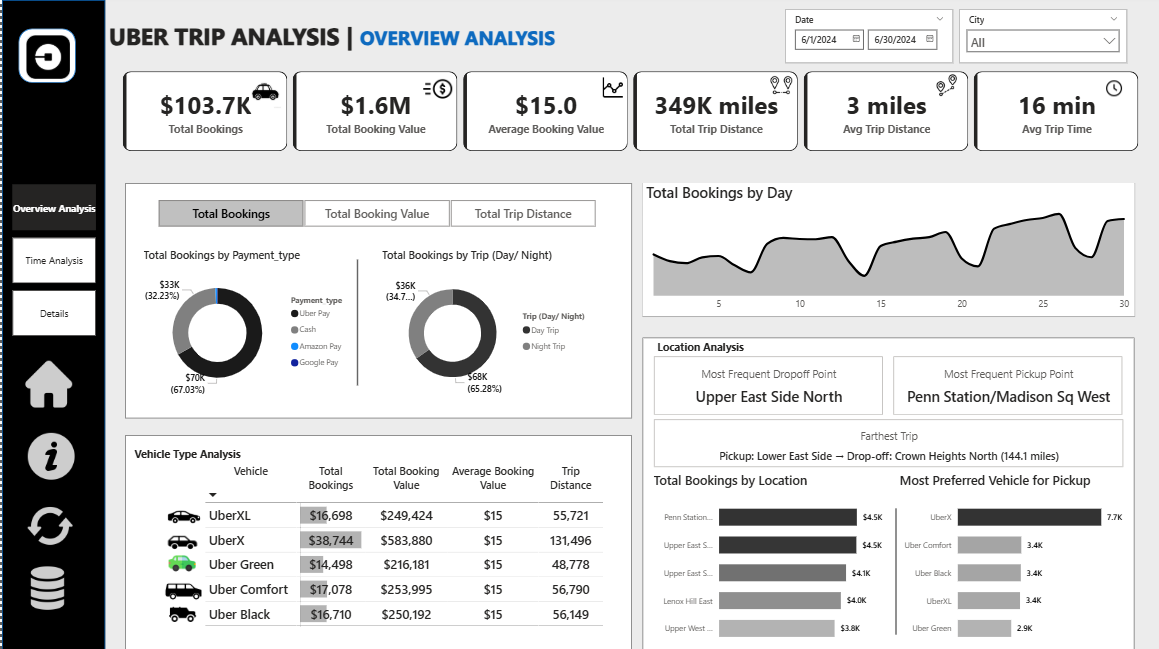 UBER TRIP ANALYSIS | OVERVIEW ANALYSIS
Date
6/1/2024 6/30/2024
City
All
$103.7K
Total Bookings
$1.6M
Total Booking Value
$15.0
Average Booking Value
349K miles
Total Trip Distance
3 miles
Avg Trip Distance
16 min
Avg Trip Time
Overview Analysis
Time Analysis
Details
Total Bookings Total Booking Value Total Trip Distance
Total Bookings by Payment_type
$33K
(32.23%)
$70K
(67.03%)
Payment_type
Uber Pay
Cash
Amazon Pay
Google Pay
Total Bookings by Trip (Day/ Night)
$36K
(34.7...)
$68K
(65.28%)
Trip (Day/ Night)
Day Trip
Night Trip
Total Bookings by Day
5 10 15 20 25 30
Vehicle Type Analysis
Vehicle Total Bookings Total Booking Value Average Booking Value Trip Distance
UberXL $16,698 $249,424 $15 55,721
UberX $38,744 $583,880 $15 131,496
Uber Green $14,498 $216,181 $15 48,778
Uber Comfort $17,078 $253,995 $15 56,790
Uber Black $16,710 $250,192 $15 56,149
Location Analysis
Most Frequent Dropoff Point
Upper East Side North
Most Frequent Pickup Point
Penn Station/Madison Sq West
Farthest Trip
Pickup: Lower East Side → Drop-off: Crown Heights North (144.1 miles)
Total Bookings by Location
Penn Station... $4.5K
Upper East S... $4.5K
Upper East S... $4.1K
Lenox Hill East $4.0K
Upper West ... $3.8K
Most Preferred Vehicle for Pickup
UberX 7.7K
Uber Comfort 3.4K
Uber Black 3.4K
UberXL 3.4K
Uber Green 2.9K